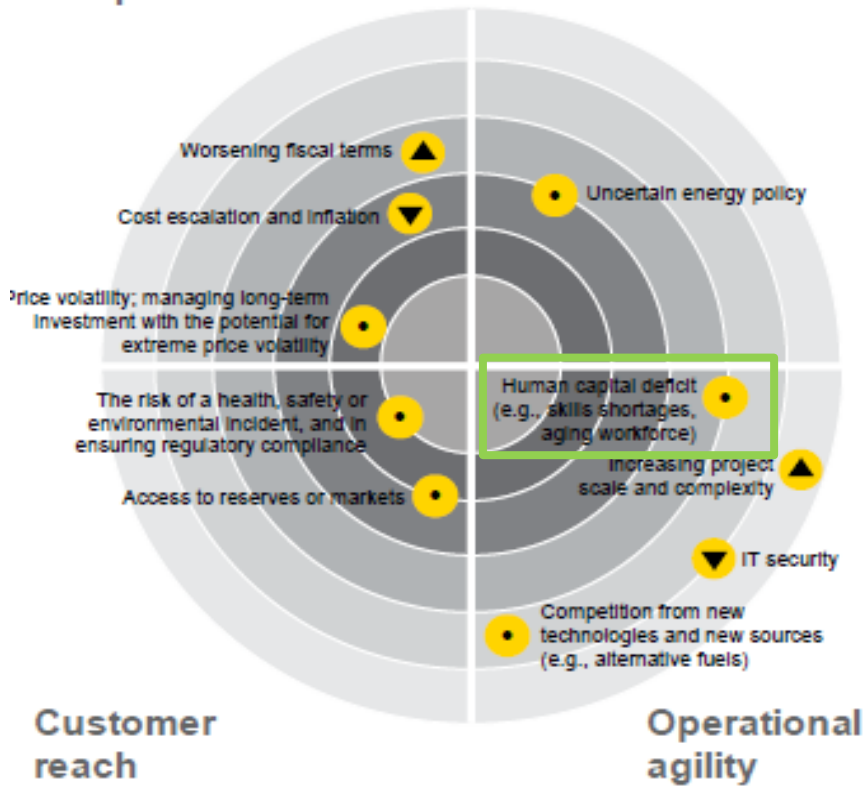 Worsening fiscal terms
Uncertain energy policy
Cost escalation and inflation
Price volatility; managing long-term
investment with the potential for
extreme price volatility
Human capital deficit
(e.g., skills shortages,
aging workforce)
The risk of a health, safety or
environmental incident, and in
ensuring regulatory compliance
Increasing project
scale and complexity
Access to reserves or markets
IT security
Competition from new
technologies and new sources
(e.g., alternative fuels)
Customer
reach
Operational
agility